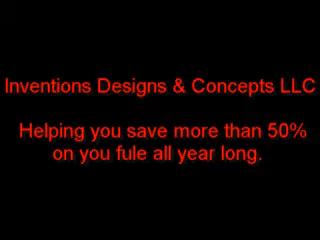 Inventions Designs & Concepts LLC
Helping you save more than 50%
on you fule all year long.